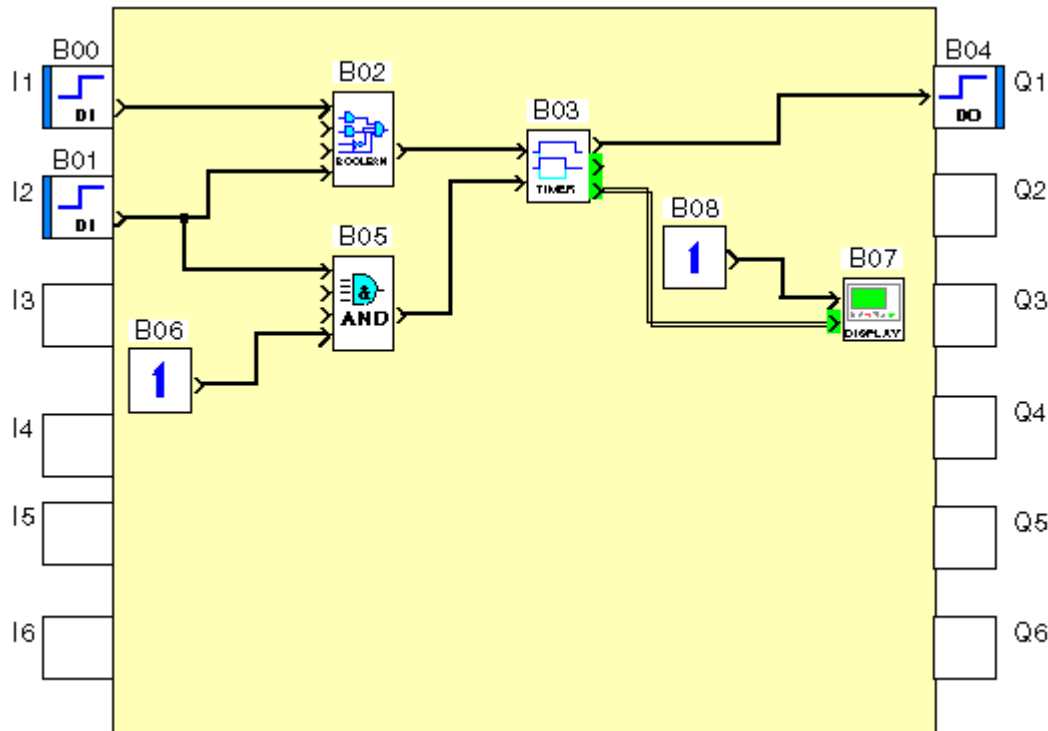 B00
I1
DI
B01
I2
DI
I3
I4
I5
I6
B02
BOOLEAN
B03
TIMER
B05
&
AND
B06
1
B08
1
B07
DISPLAY
B04
DO
Q1
Q2
Q3
Q4
Q5
Q6